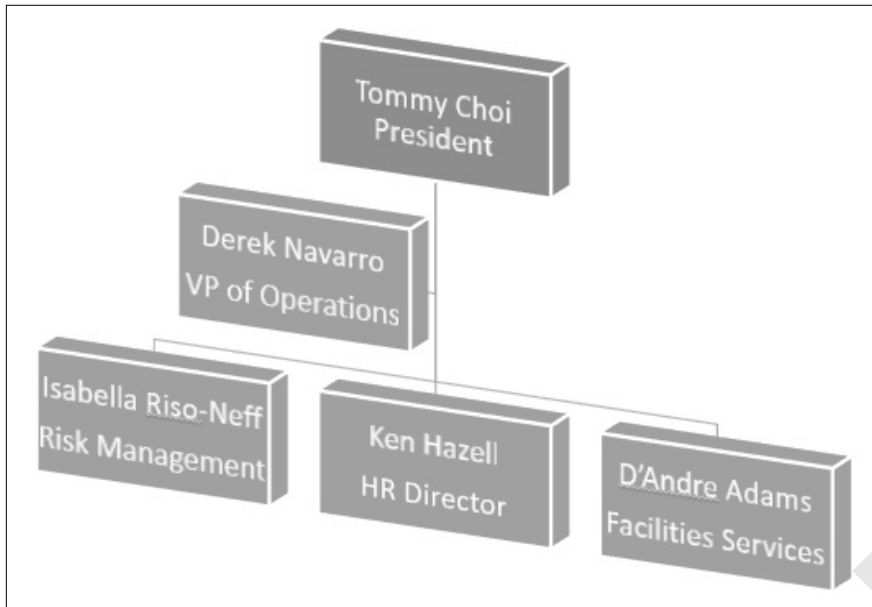 Tommy Choi
President
Derek Navarro
VP of Operations
Isabella Riso-Neff
Risk Management
Ken Hazell
HR Director
D'Andre Adams
Facilities Services